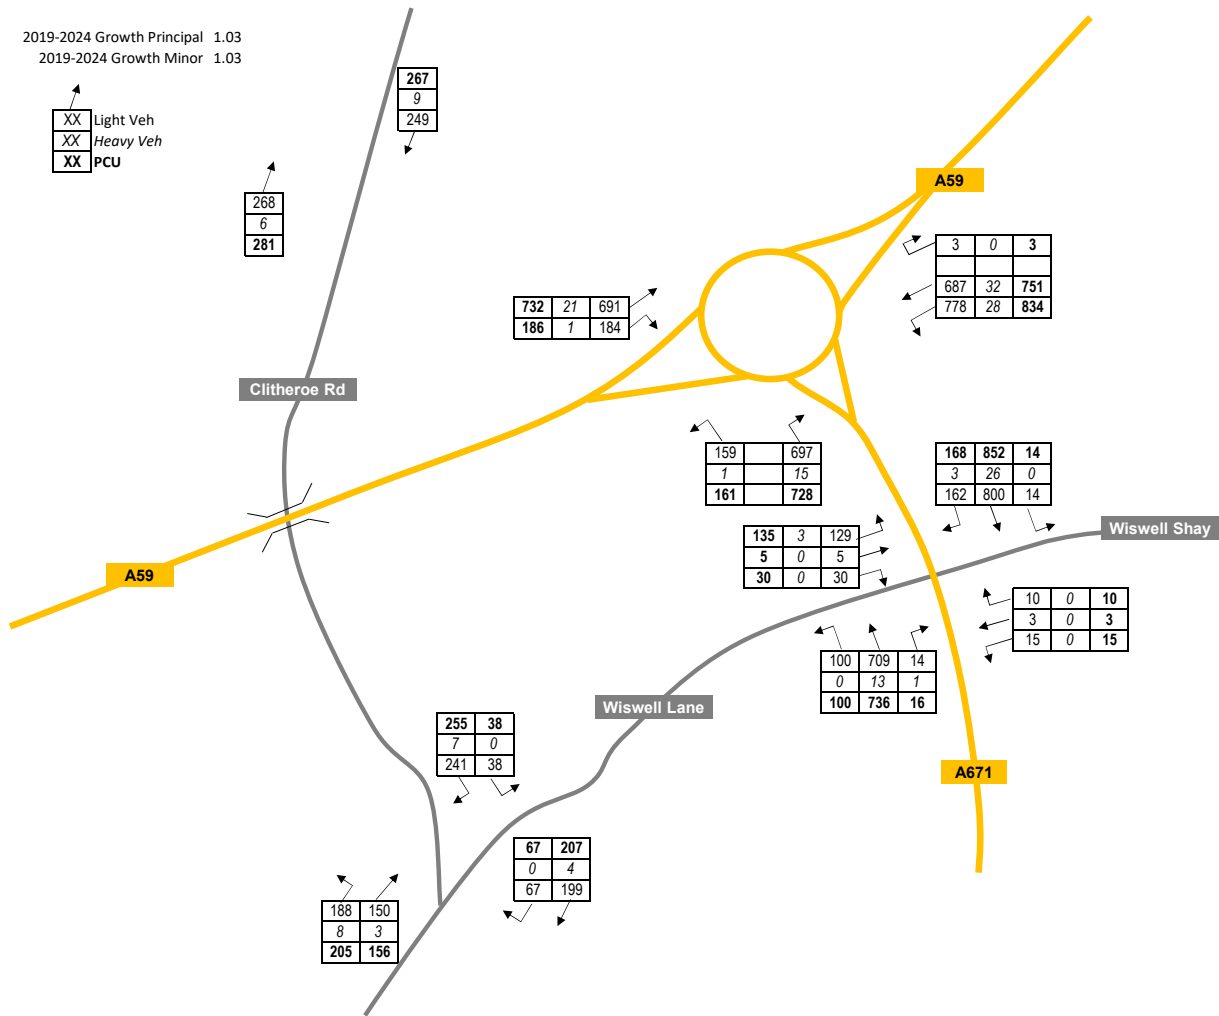 2019-2024 Growth Principal 1.03
2019-2024 Growth Minor 1.03
XX Light Veh
XX Heavy Veh
XX PCU
267
9
249
268
6
281
A59
3 0 3
687 32 751
778 28 834
732 21 691
186 1 184
Clitheroe Rd
159 697
1 15
161 728
168 852 14
3 26 0
162 800 14
135 3 129
5 0 5
30 0 30
Wiswell Shay
A59
10 0 10
3 0 3
15 0 15
100 709 14
0 13 1
100 736 16
Wiswell Lane
255 38
7 0
241 38
A671
67 207
0 4
67 199
188 150
8 3
205 156